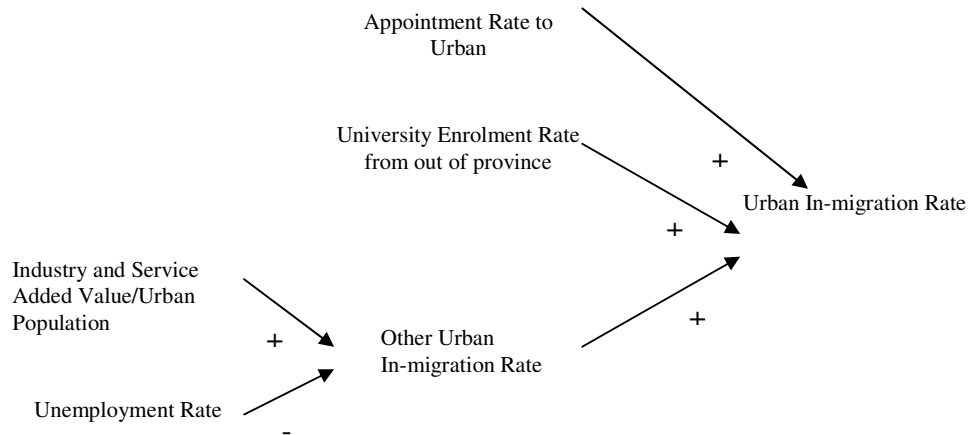 Appointment Rate to
Urban
University Enrolment Rate
from out of province
+
Urban In-migration Rate
+
Industry and Service
Added Value/Urban
Population
+
Other Urban
In-migration Rate
+
Unemployment Rate
-